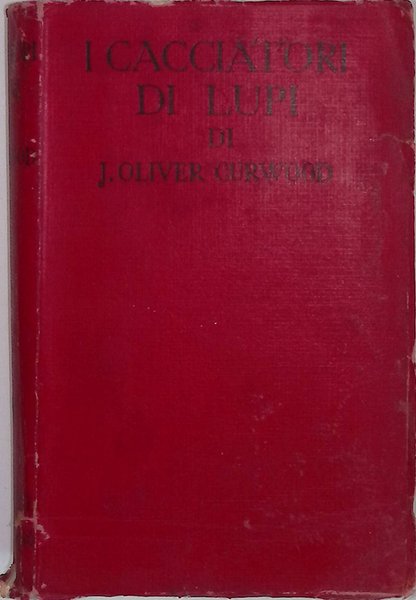 I CACCIATORI
DI LUPI
DI
J. OLIVER CURWOOD